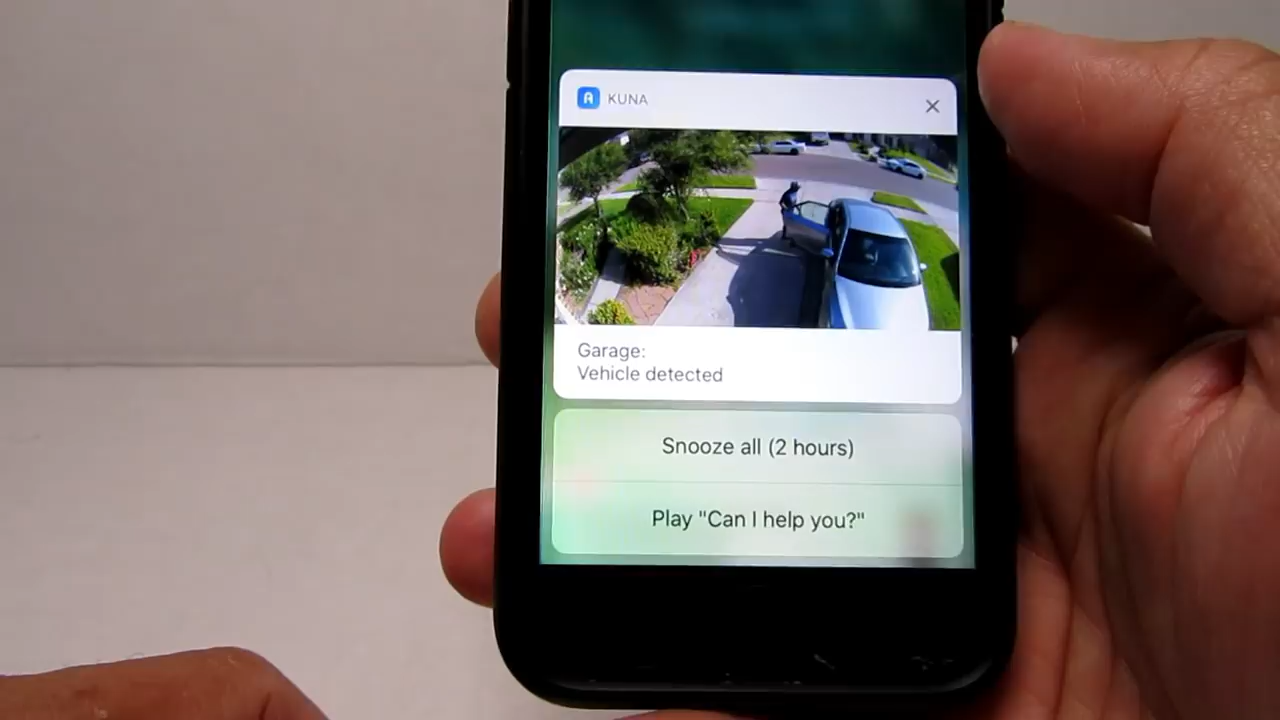 KUNA
Garage:
Vehicle detected
Snooze all (2 hours)
Play "Can I help you?"